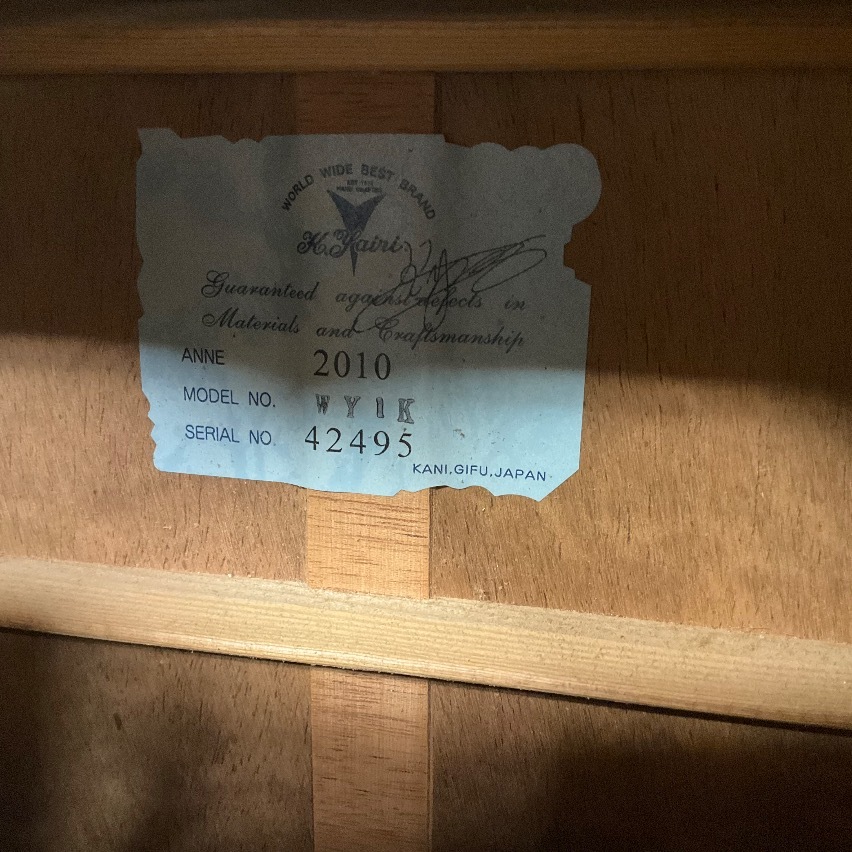 WORLD WIDE BEST BRAND
K.Yairi
Guaranteed against defects in
Materials and Craftsmanship
ANNE 2010
MODEL NO. WY1K
SERIAL NO. 42495
KANI.GIFU.JAPAN